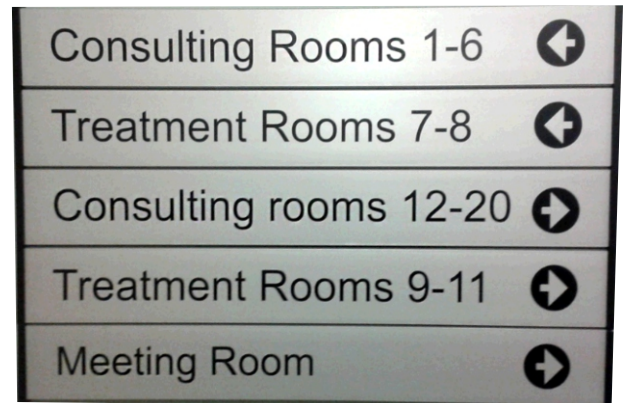 Consulting Rooms 1-6
Treatment Rooms 7-8
Consulting rooms 12-20
Treatment Rooms 9-11
Meeting Room